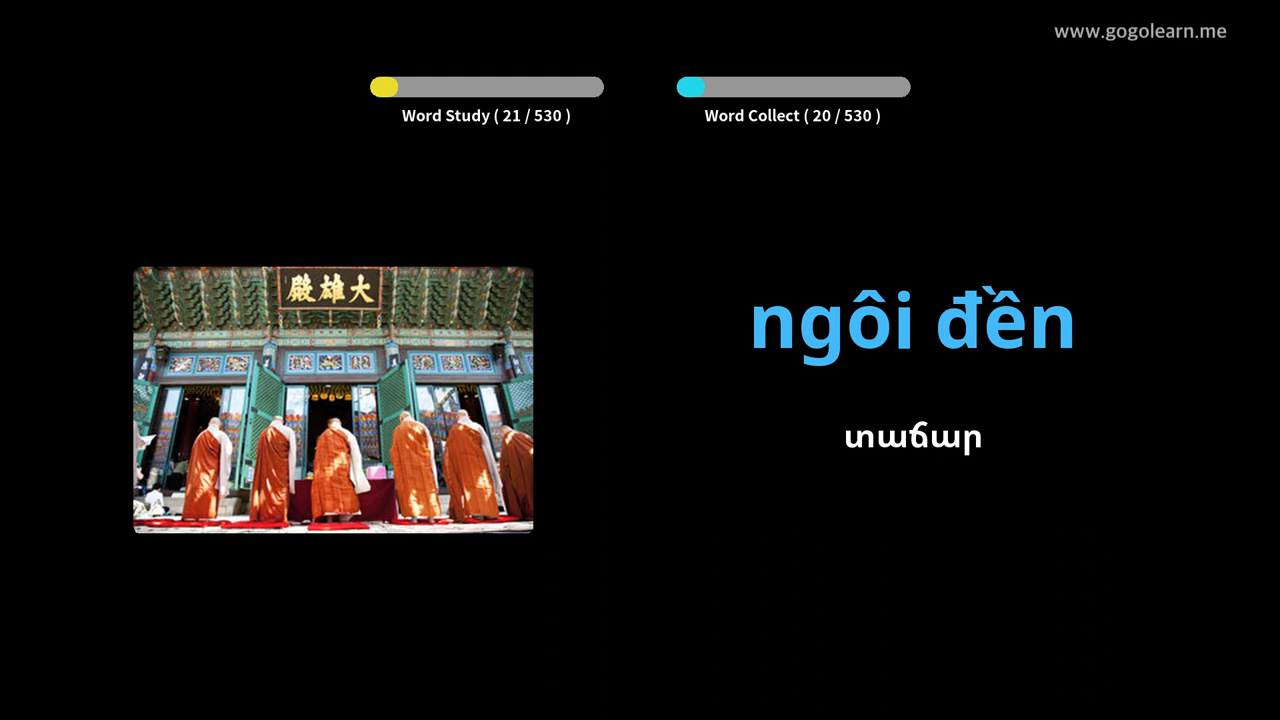 www.gogolearn.me
Word Study ( 21 / 530 )
Word Collect ( 20 / 530 )
殿雄大
ngôi đền
տաճար